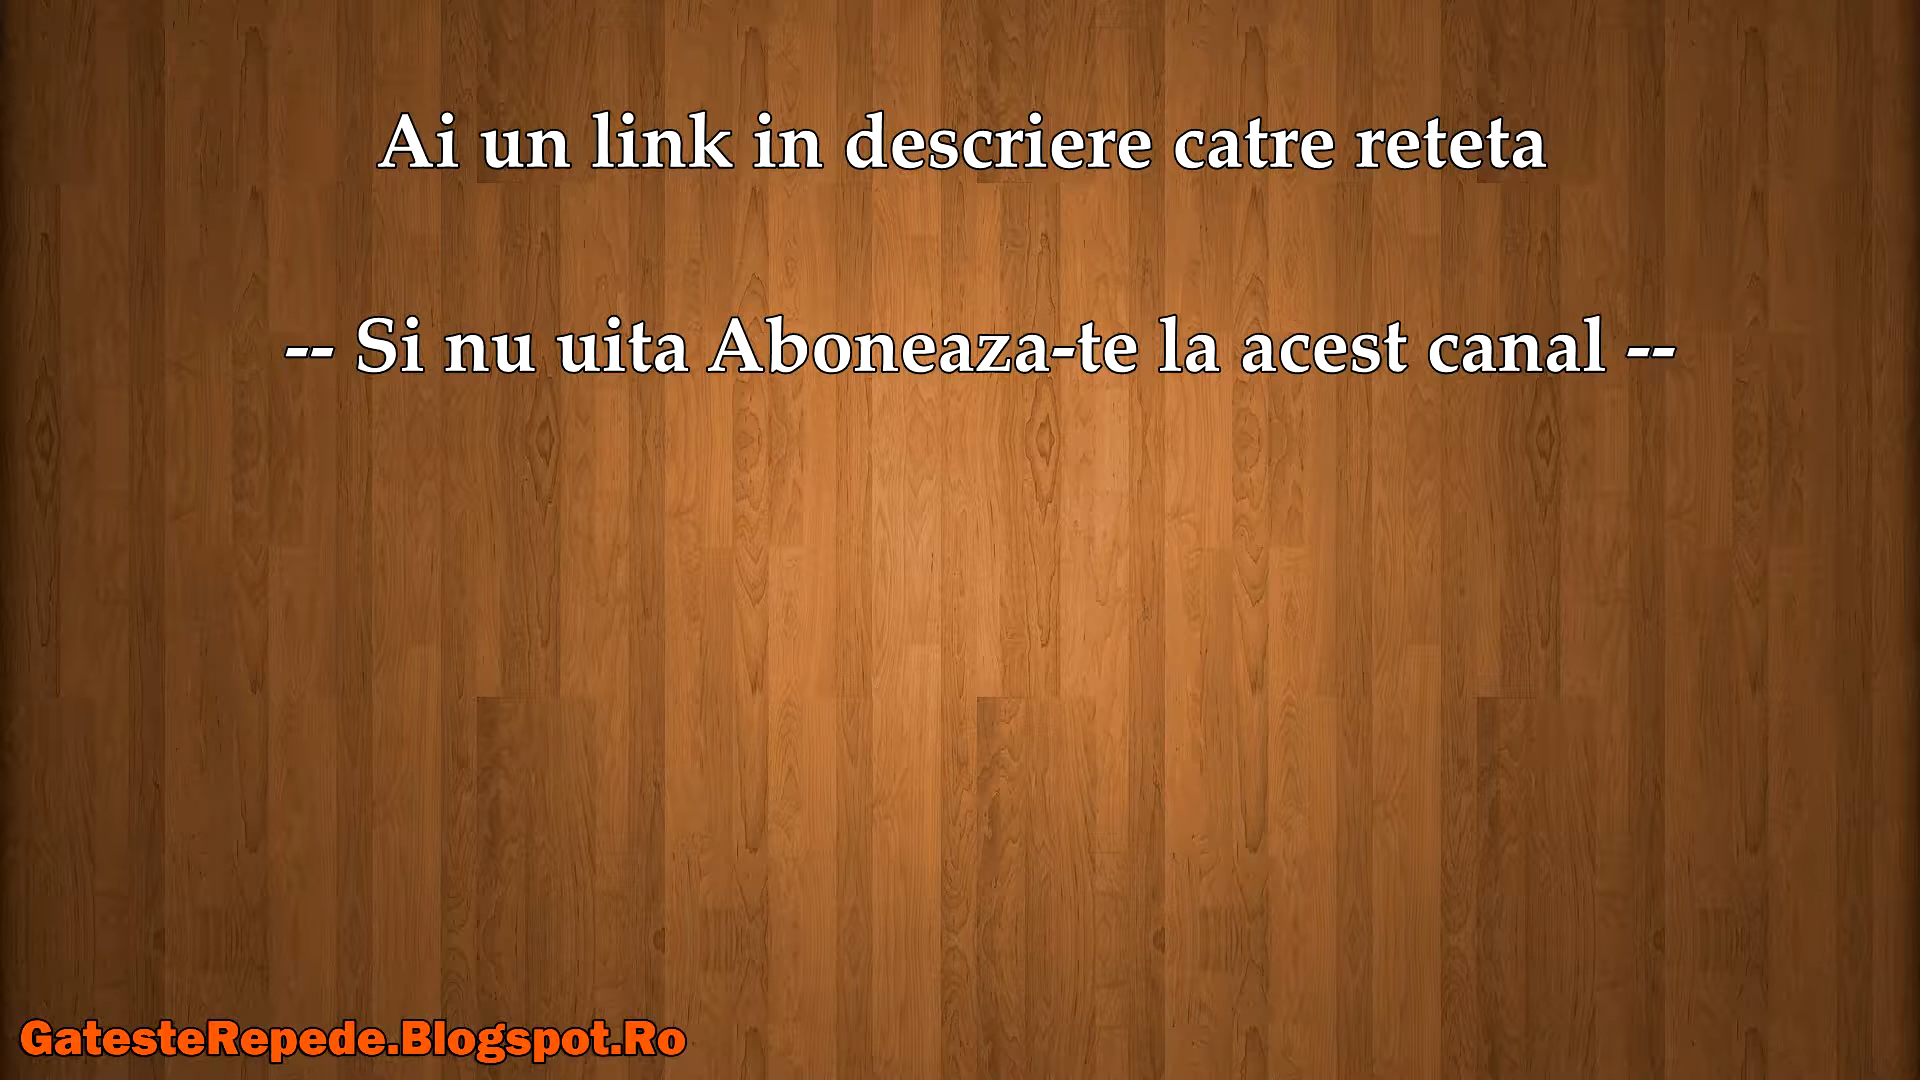 Ai un link in descriere catre reteta
-- Si nu uita Aboneaza-te la acest canal --
GatesteRepede.Blogspot.Ro